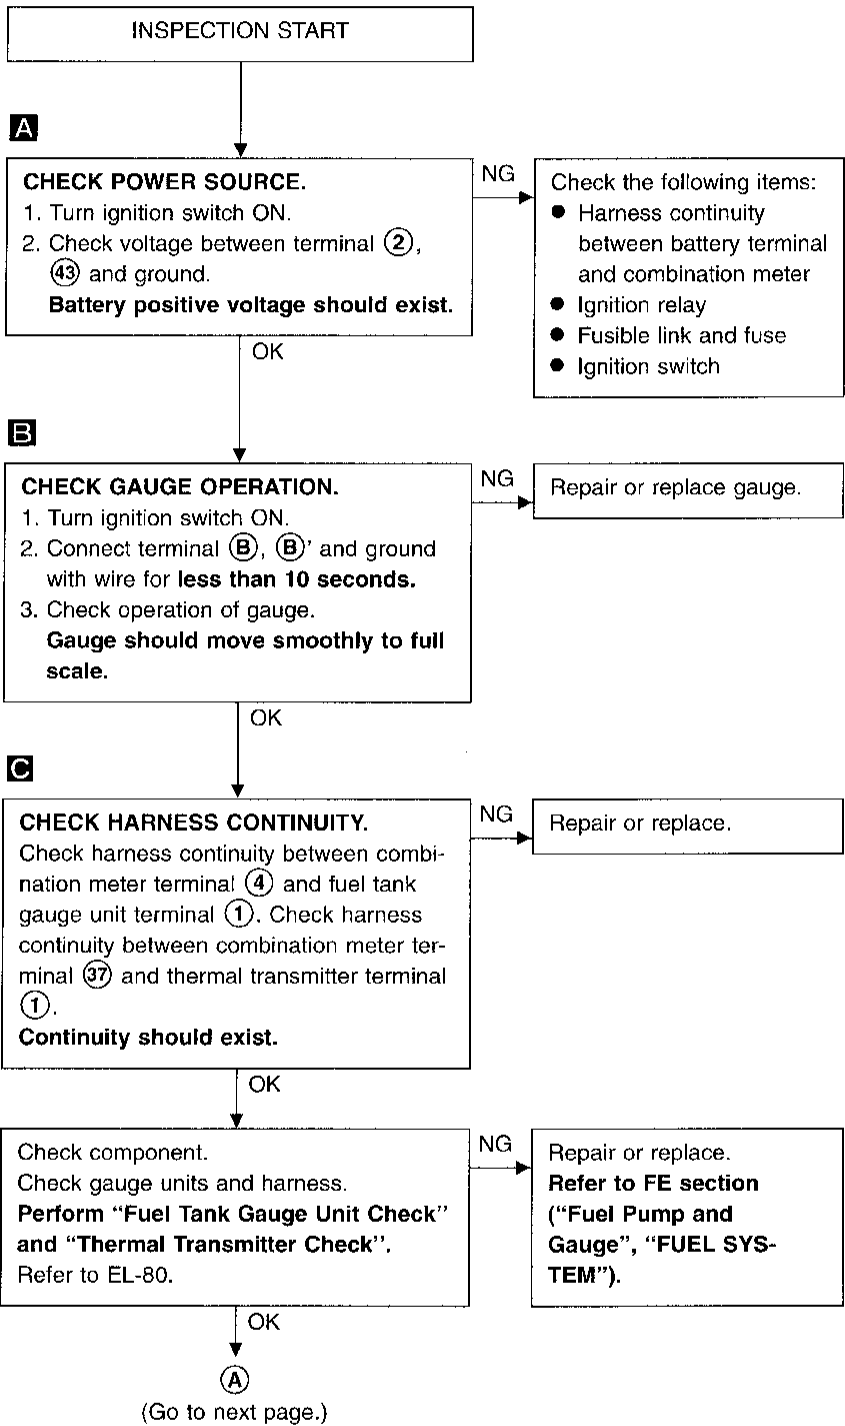 INSPECTION START
A
CHECK POWER SOURCE.
1. Turn ignition switch ON.
2. Check voltage between terminal ②,
㊸ and ground.
Battery positive voltage should exist.
NG
Check the following items:
● Harness continuity
between battery terminal
and combination meter
● Ignition relay
● Fusible link and fuse
● Ignition switch
OK
B
CHECK GAUGE OPERATION.
1. Turn ignition switch ON.
2. Connect terminal Ⓑ, Ⓑ' and ground
with wire for less than 10 seconds.
3. Check operation of gauge.
Gauge should move smoothly to full
scale.
NG
Repair or replace gauge.
OK
C
CHECK HARNESS CONTINUITY.
Check harness continuity between combi-
nation meter terminal ④ and fuel tank
gauge unit terminal ①. Check harness
continuity between combination meter ter-
minal ㊲ and thermal transmitter terminal
①.
Continuity should exist.
NG
Repair or replace.
OK
Check component.
Check gauge units and harness.
Perform “Fuel Tank Gauge Unit Check”
and “Thermal Transmitter Check”.
Refer to EL-80.
NG
Repair or replace.
Refer to FE section
(“Fuel Pump and
Gauge”, “FUEL SYS-
TEM”).
OK
Ⓐ
(Go to next page.)